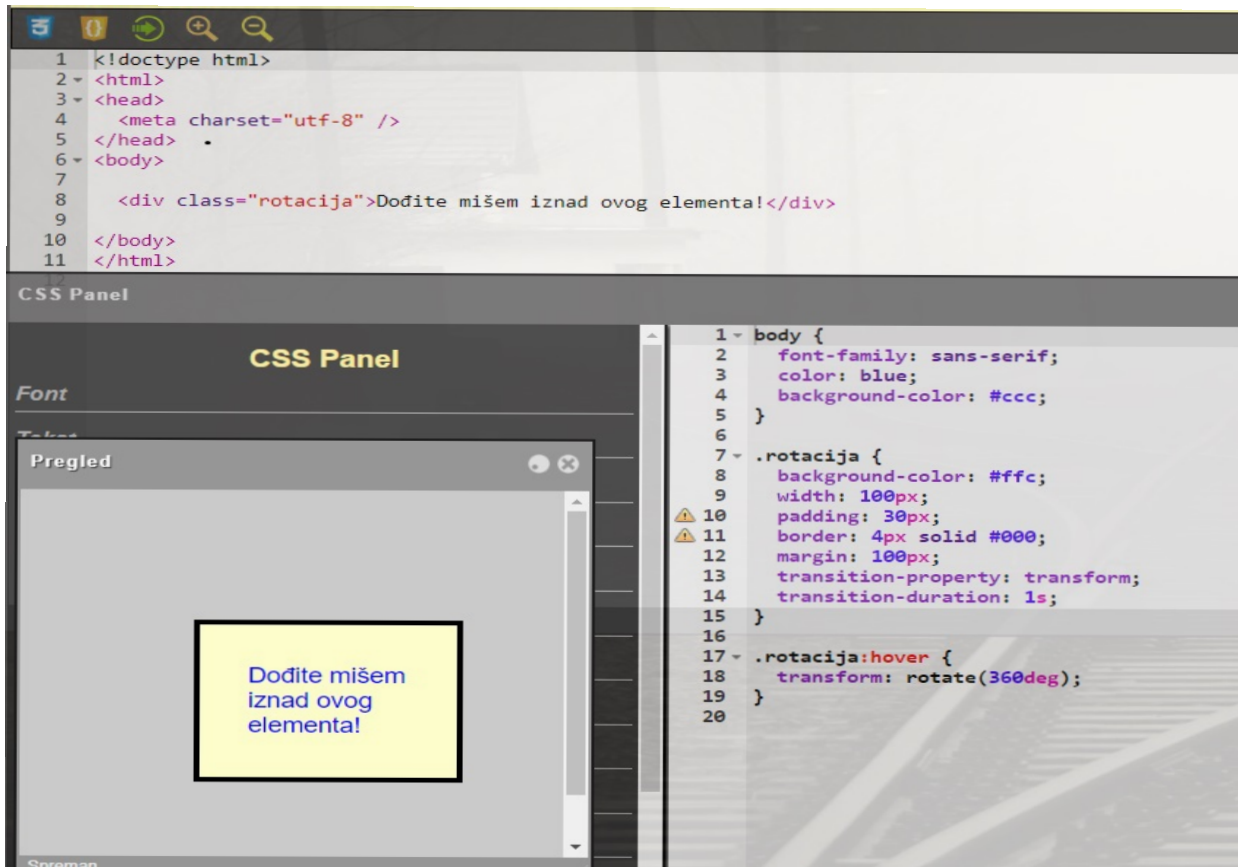 1 <!doctype html>
2 <html>
3 <head>
4 <meta charset="utf-8" />
5 </head>
6 <body>
7
8 <div class="rotacija">Dođite mišem iznad ovog elementa!</div>
9
10 </body>
11 </html>
12
CSS Panel
CSS Panel
Font
Tekst
Pregled
Dođite mišem
iznad ovog
elementa!
Spreman
1 body {
2 font-family: sans-serif;
3 color: blue;
4 background-color: #ccc;
5 }
6
7 .rotacija {
8 background-color: #ffc;
9 width: 100px;
10 padding: 30px;
11 border: 4px solid #000;
12 margin: 100px;
13 transition-property: transform;
14 transition-duration: 1s;
15 }
16
17 .rotacija:hover {
18 transform: rotate(360deg);
19 }
20